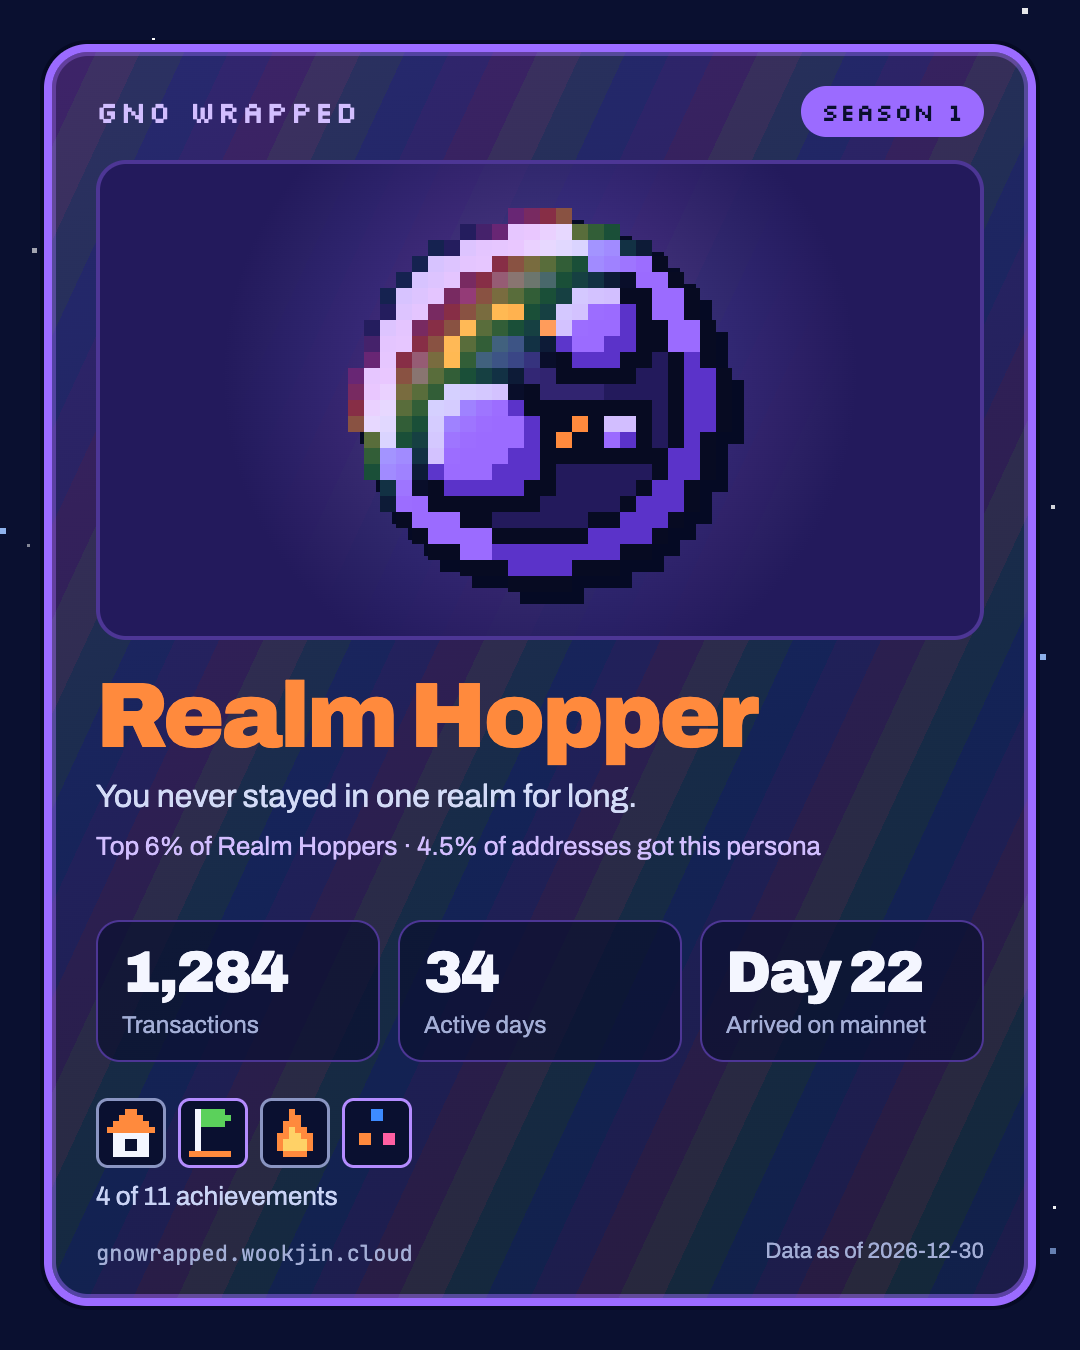 GNO WRAPPED
SEASON 1
Realm Hopper
You never stayed in one realm for long.
Top 6% of Realm Hoppers · 4.5% of addresses got this persona
1,284
Transactions
34
Active days
Day 22
Arrived on mainnet
4 of 11 achievements
gnowrapped.wookjin.cloud
Data as of 2026-12-30